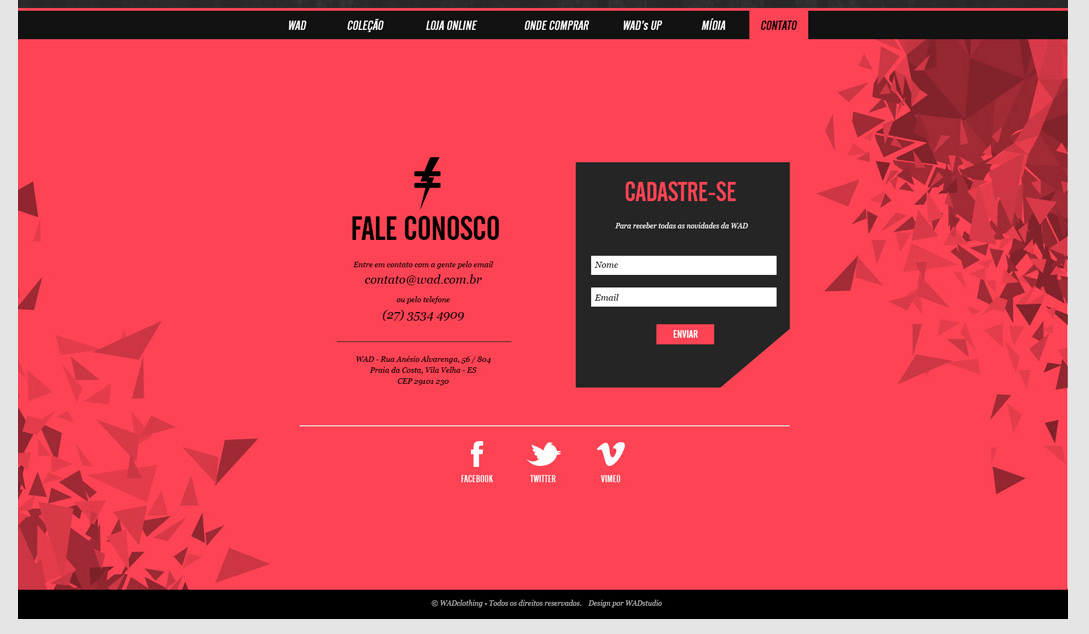 WAD COLEÇÃO LOJA ONLINE ONDE COMPRAR WAD's UP MÍDIA CONTATO
FALE CONOSCO
Entre em contato com a gente pelo email
contato@wad.com.br
ou pelo telefone
(27) 3534 4909
WAD - Rua Anésio Alvarenga, 56 / 804
Praia da Costa, Vila Velha - ES
CEP 29101 230
CADASTRE-SE
Para receber todas as novidades da WAD
Nome
Email
ENVIAR
FACEBOOK TWITTER VIMEO
© WADclothing • Todos os direitos reservados. Design por WADstudio